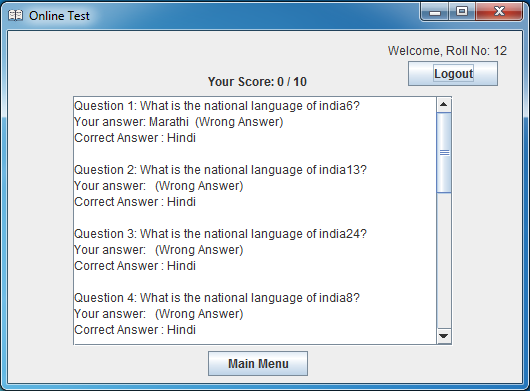 Online Test
Welcome, Roll No: 12
Logout
Your Score: 0 / 10
Question 1: What is the national language of india6?
Your answer: Marathi  (Wrong Answer)
Correct Answer : Hindi
Question 2: What is the national language of india13?
Your answer:   (Wrong Answer)
Correct Answer : Hindi
Question 3: What is the national language of india24?
Your answer:   (Wrong Answer)
Correct Answer : Hindi
Question 4: What is the national language of india8?
Your answer:   (Wrong Answer)
Correct Answer : Hindi
Main Menu